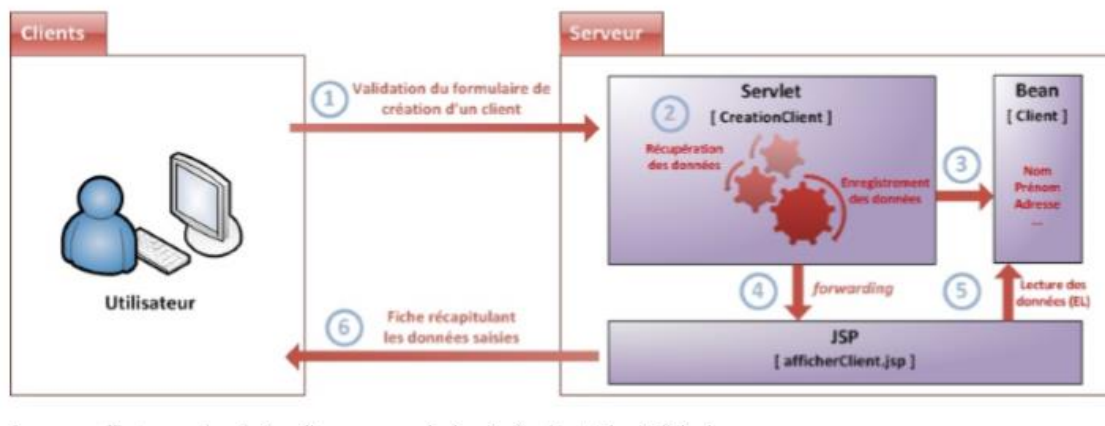 Clients
Serveur
1
Validation du formulaire de
création d'un client
Servlet
[ CreationClient ]
2
Récupération
des données
Enregistrement
des données
3
Bean
[ Client ]
Nom
Prénom
Adresse
...
Utilisateur
4
forwarding
5
Lecture des
données (EL)
6
Fiche récapitulant
les données saisies
JSP
[ afficherClient.jsp ]